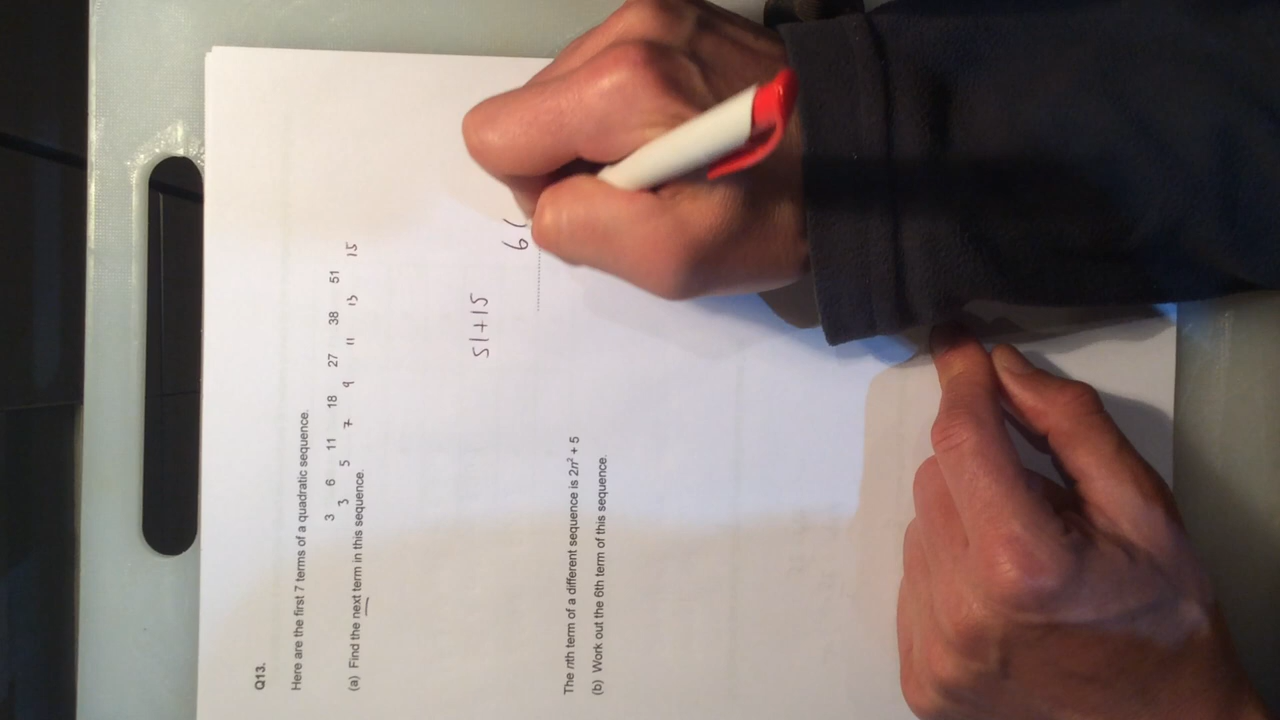 Q13.
Here are the first 7 terms of a quadratic sequence.
3 6 11 18 27 38 51
3 5 7 9 11 13 15
(a) Find the next term in this sequence.
51+15
6
The nth term of a different sequence is 2n² + 5
(b) Work out the 6th term of this sequence.